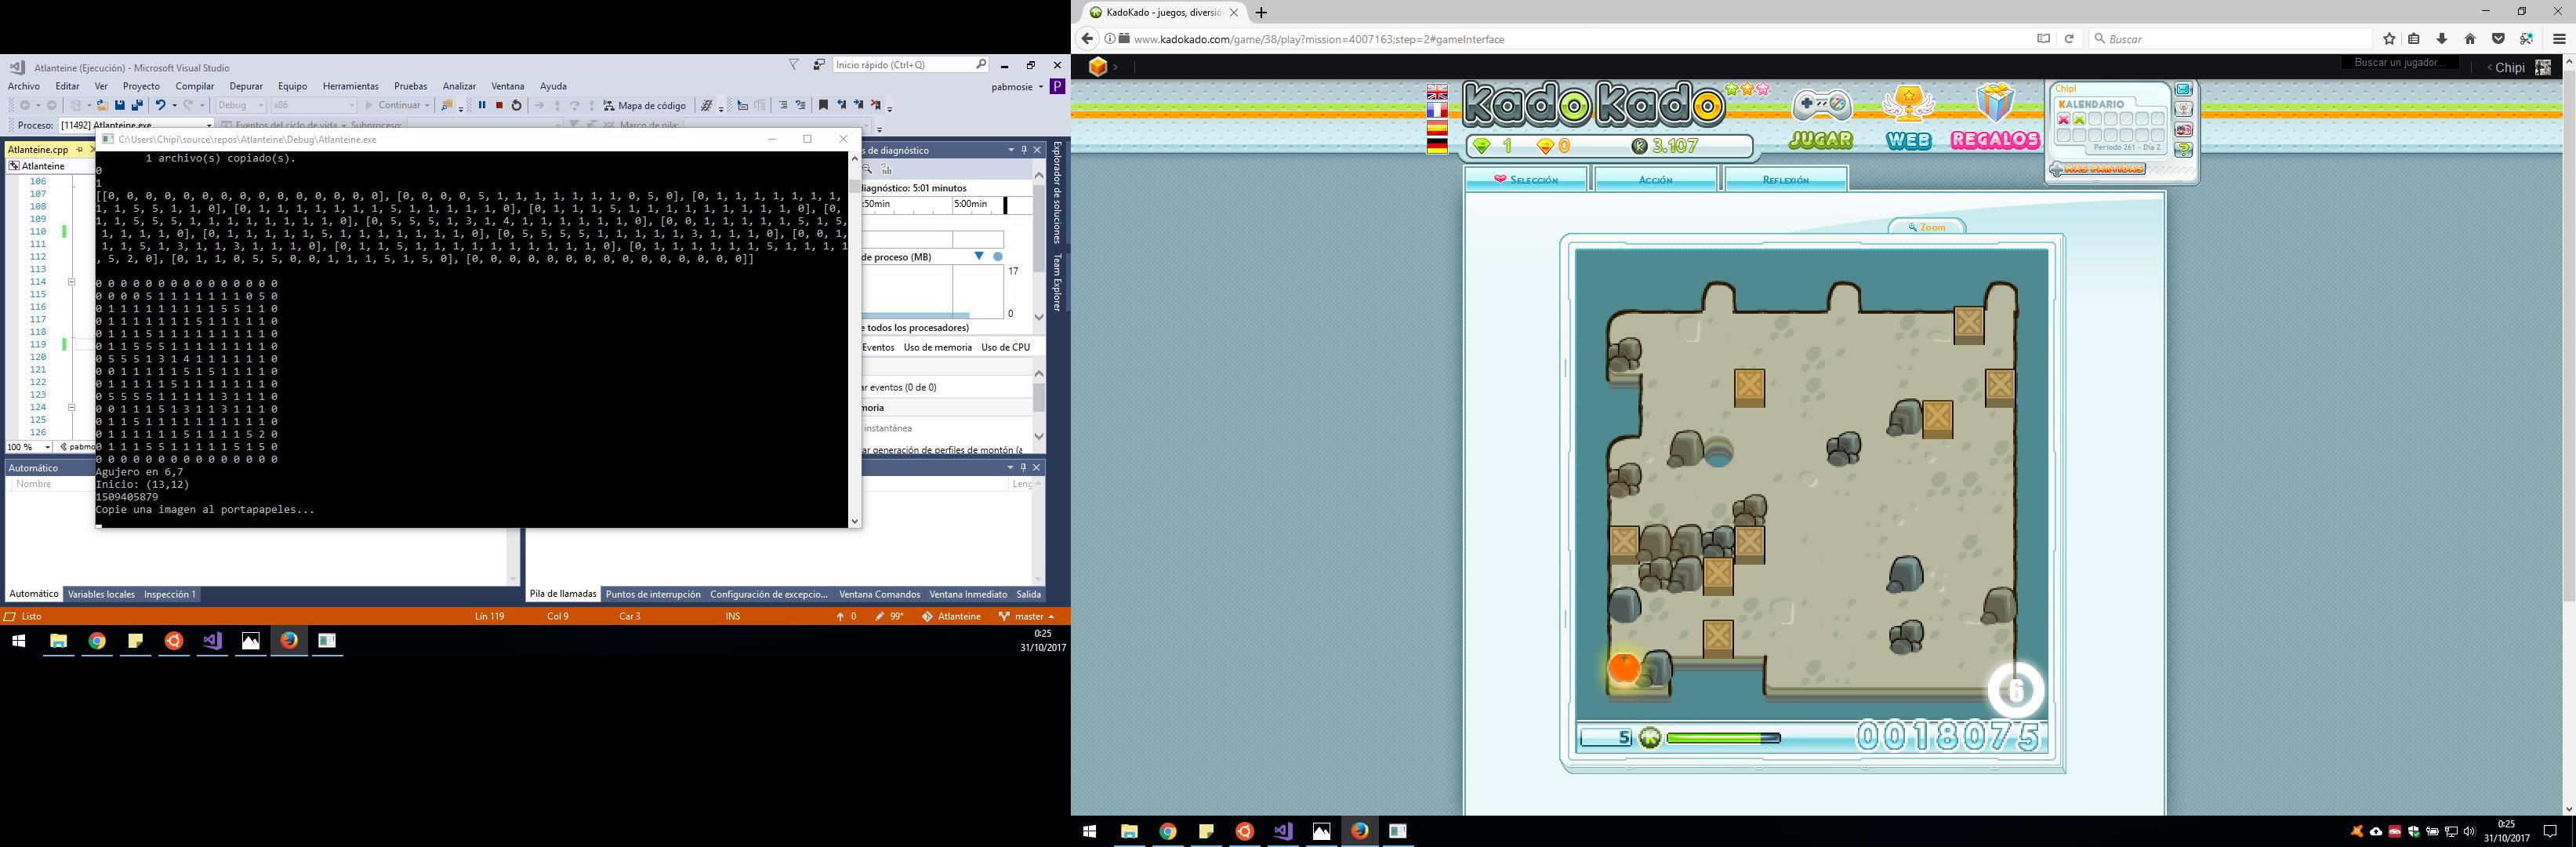 Atlanteine (Ejecución) - Microsoft Visual Studio
Inicio rápido (Ctrl+Q)
Archivo Editar Ver Proyecto Compilar Depurar Equipo Herramientas Pruebas Analizar Ventana Ayuda
pabmosie P
Debug x86 Continuar Mapa de código
Proceso: [11492] Atlanteine.exe Eventos del ciclo de vida Subproceso: Marco de pila:
C:\Users\Chipi\source\repos\Atlanteine\Debug\Atlanteine.exe
Atlanteine.cpp
Atlanteine
106
107
108
109
110
111
112
113
114
115
116
117
118
119
120
121
122
123
124
125
126
100 %
pabmo
1 archivo(s) copiado(s).
0
1
[[0, 0, 0, 0, 0, 0, 0, 0, 0, 0, 0, 0, 0, 0, 0], [0, 0, 0, 0, 5, 1, 1, 1, 1, 1, 1, 1, 0, 5, 0], [0, 1, 1, 1, 1, 1, 1, 1,
1, 1, 5, 5, 1, 1, 0], [0, 1, 1, 1, 1, 1, 1, 1, 5, 1, 1, 1, 1, 1, 0], [0, 1, 1, 1, 5, 1, 1, 1, 1, 1, 1, 1, 1, 1, 0], [0,
1, 1, 5, 5, 5, 1, 1, 1, 1, 1, 1, 1, 1, 0], [0, 5, 5, 5, 1, 3, 1, 4, 1, 1, 1, 1, 1, 1, 0], [0, 0, 1, 1, 1, 1, 1, 5, 1, 5,
1, 1, 1, 1, 0], [0, 1, 1, 1, 1, 1, 5, 1, 1, 1, 1, 1, 1, 1, 0], [0, 5, 5, 5, 5, 1, 1, 1, 1, 1, 3, 1, 1, 1, 0], [0, 0, 1,
1, 1, 5, 1, 3, 1, 1, 3, 1, 1, 1, 0], [0, 1, 1, 5, 1, 1, 1, 1, 1, 1, 1, 1, 1, 1, 0], [0, 1, 1, 1, 1, 1, 1, 5, 1, 1, 1, 1
, 5, 2, 0], [0, 1, 1, 0, 5, 5, 0, 0, 1, 1, 1, 5, 1, 5, 0], [0, 0, 0, 0, 0, 0, 0, 0, 0, 0, 0, 0, 0, 0, 0]]
0 0 0 0 0 0 0 0 0 0 0 0 0 0 0
0 0 0 0 5 1 1 1 1 1 1 1 0 5 0
0 1 1 1 1 1 1 1 1 1 5 5 1 1 0
0 1 1 1 1 1 1 1 5 1 1 1 1 1 0
0 1 1 1 5 1 1 1 1 1 1 1 1 1 0
0 1 1 5 5 5 1 1 1 1 1 1 1 1 0
0 5 5 5 1 3 1 4 1 1 1 1 1 1 0
0 0 1 1 1 1 1 5 1 5 1 1 1 1 0
0 1 1 1 1 1 5 1 1 1 1 1 1 1 0
0 5 5 5 5 1 1 1 1 1 3 1 1 1 0
0 0 1 1 1 5 1 3 1 1 3 1 1 1 0
0 1 1 5 1 1 1 1 1 1 1 1 1 1 0
0 1 1 1 1 1 1 5 1 1 1 1 5 2 0
0 1 1 1 5 5 1 1 1 1 1 5 1 5 0
0 0 0 0 0 0 0 0 0 0 0 0 0 0 0
Agujero en 6,7
Inicio: (13,12)
1509405879
Copie una imagen al portapapeles...
s de diagnóstico
diagnóstico: 5:01 minutos
:50min 5:00min
de proceso (MB)
17
0
e todos los procesadores)
Eventos Uso de memoria Uso de CPU
ar eventos (0 de 0)
moria
instantánea
ar generación de perfiles de montón (a
Explorador de soluciones
Team Explorer
Automático
Nombre
Leng
Automático Variables locales Inspección 1
Pila de llamadas Puntos de interrupción Configuración de excepcio... Ventana Comandos Ventana Inmediato Salida
Listo Lín 119 Col 9 Car 3 INS 0 99* Atlanteine master
0:25
31/10/2017
KadoKado - juegos, diversió
www.kadokado.com/game/38/play?mission=4007163;step=2#gameInterface
Buscar
Buscar un jugador...
Chipi
KadoKado
1 0 3.107
JUGAR WEB REGALOS
Chipi
KALENDARIO
Periodo 261 - Día 2
MÁS PARTIDAS
SELECCIÓN ACCIÓN REFLEXIÓN
Zoom
6
5 0018075
0:25
31/10/2017